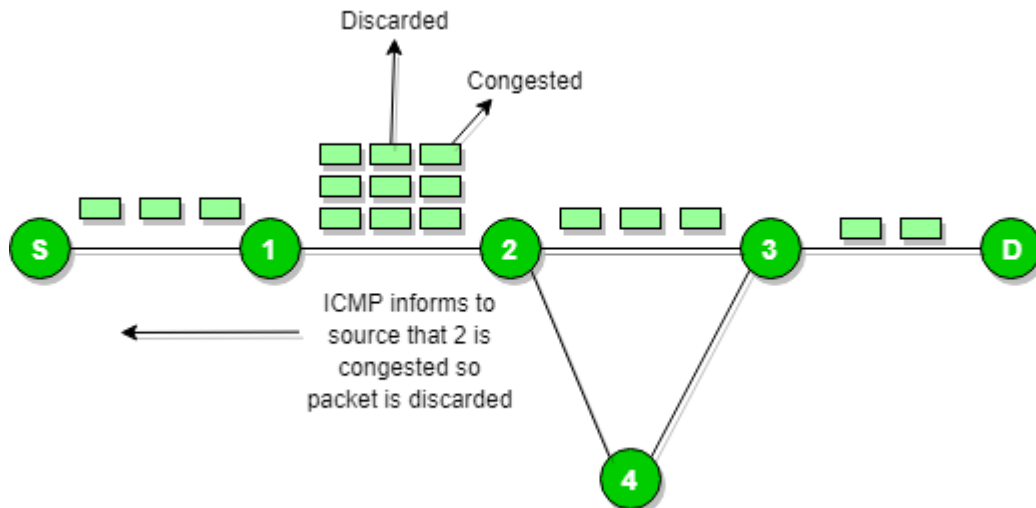 Discarded
Congested
S
1
2
3
D
ICMP informs to
source that 2 is
congested so
packet is discarded
4